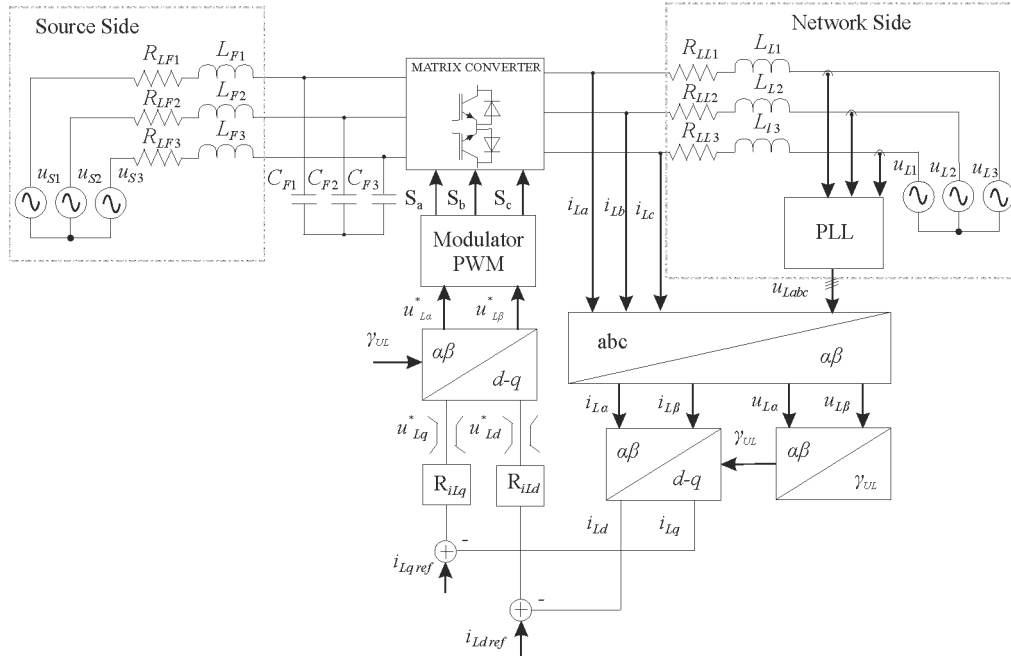 Source Side
Network Side
R_LF1 L_F1
R_LF2 L_F2
R_LF3 L_F3
u_S1 u_S2 u_S3
C_F1 C_F2 C_F3
MATRIX CONVERTER
R_LL1 L_L1
R_LL2 L_L2
R_LL3 L_l3
u_L1 u_L2 u_L3
S_a S_b S_c
i_La i_Lb i_Lc
PLL
Modulator
PWM
u_Labc
u*_Lα u*_Lβ
γ_UL
αβ
d-q
abc
αβ
i_Lα i_Lβ u_Lα u_Lβ
u*_Lq u*_Ld
αβ
d-q
γ_UL
αβ
γ_UL
R_iLq R_iLd
i_Ld i_Lq
-
i_Lq ref
-
i_Ld ref